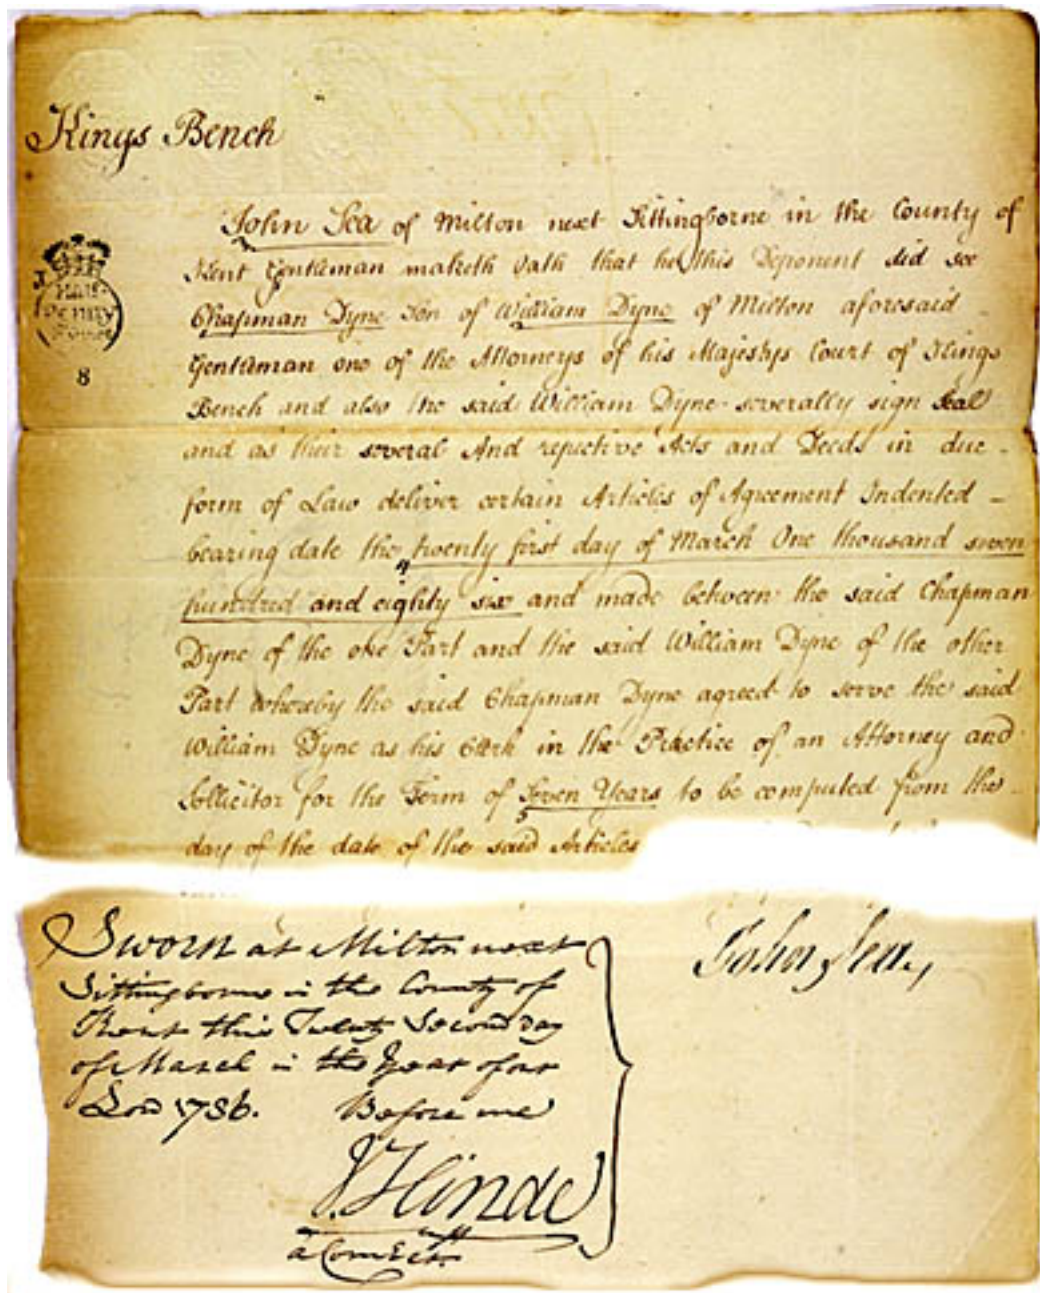 Kings Bench
John Sea of Milton next Sittingborne in the County of
Kent Gentleman maketh Oath that he this Deponent did see
Chapman Dyne Son of William Dyne of Milton aforesaid
Gentleman one of the Attorneys of his Majestys Court of Kings
Bench and also the said William Dyne severally sign Seal
and as their several And repective Acts and Deeds in due -
form of Law deliver certain Articles of Agreement Indented -
bearing date the twenty first day of March One thousand seven
hundred and eighty six and made between the said Chapman
Dyne of the one Part and the said William Dyne of the other
Part whereby the said Chapman Dyne agreed to serve the said
William Dyne as his Clerk in the Practice of an Attorney and
Sollicitor for the Term of Seven Years to be computed from the
day of the date of the said Articles
HALF
PENNY
8
Sworn at Milton next
Sittingborne in the County of
Kent this Twenty Second day
of March in the Year of our
Lord 1786. Before me
J. Hinde
a Com
John Sea,